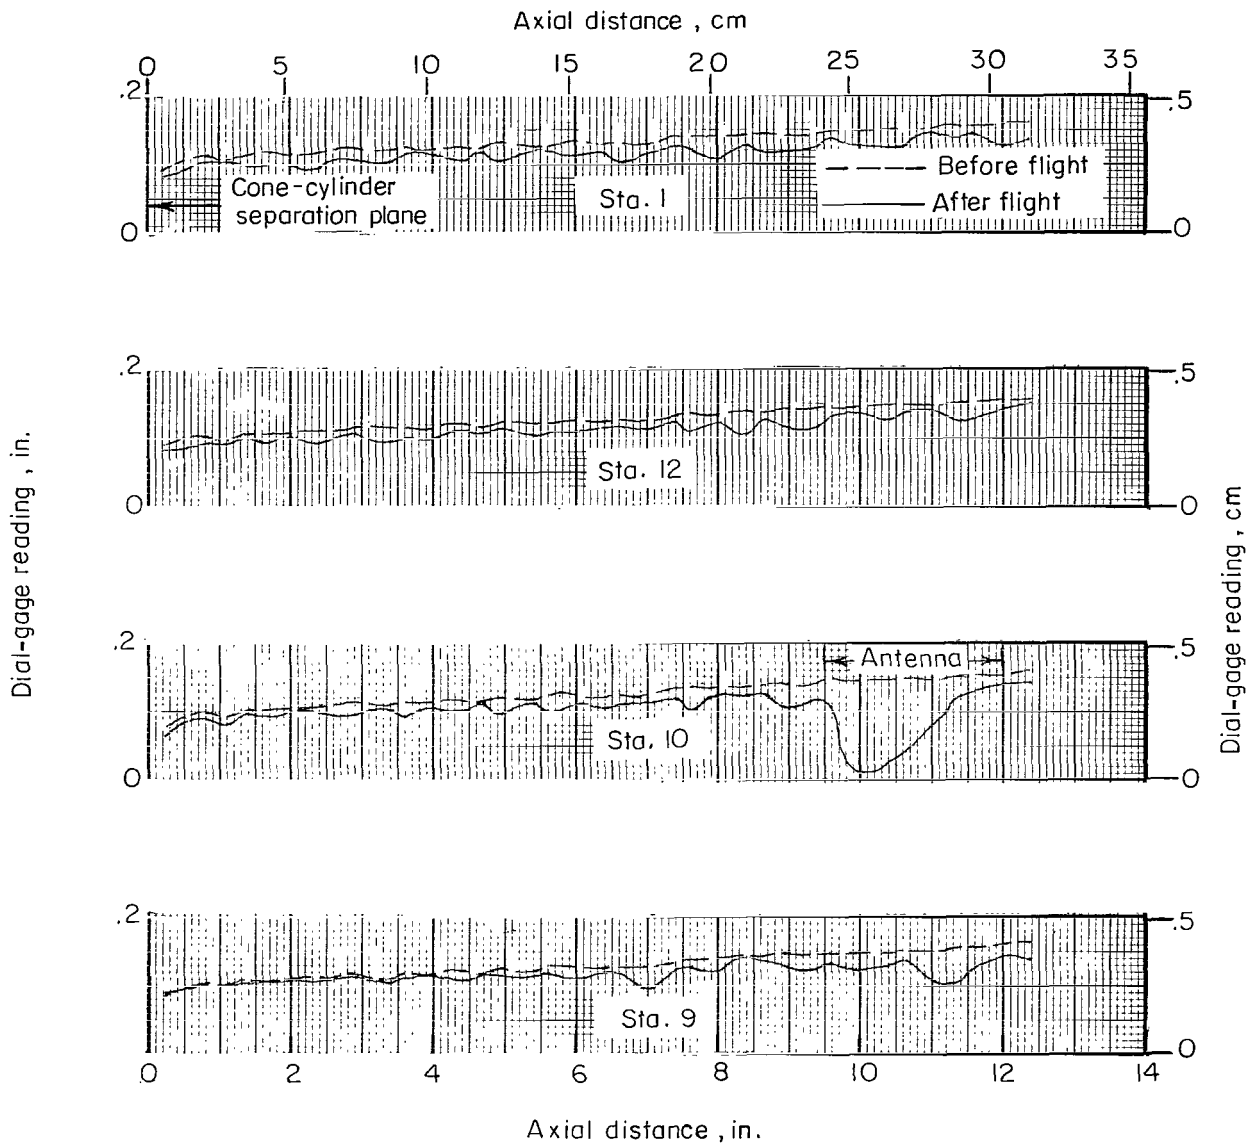 Axial distance, cm
0 5 10 15 20 25 30 35
.2 .5
Before flight
Cone-cylinder
separation plane
Sta. 1
After flight
0 0
.2 .5
Sta. 12
0 0
Dial-gage reading, in.
Dial-gage reading, cm
.2 .5
Antenna
Sta. 10
0 0
.2 .5
Sta. 9
0
0 2 4 6 8 10 12 14
Axial distance, in.